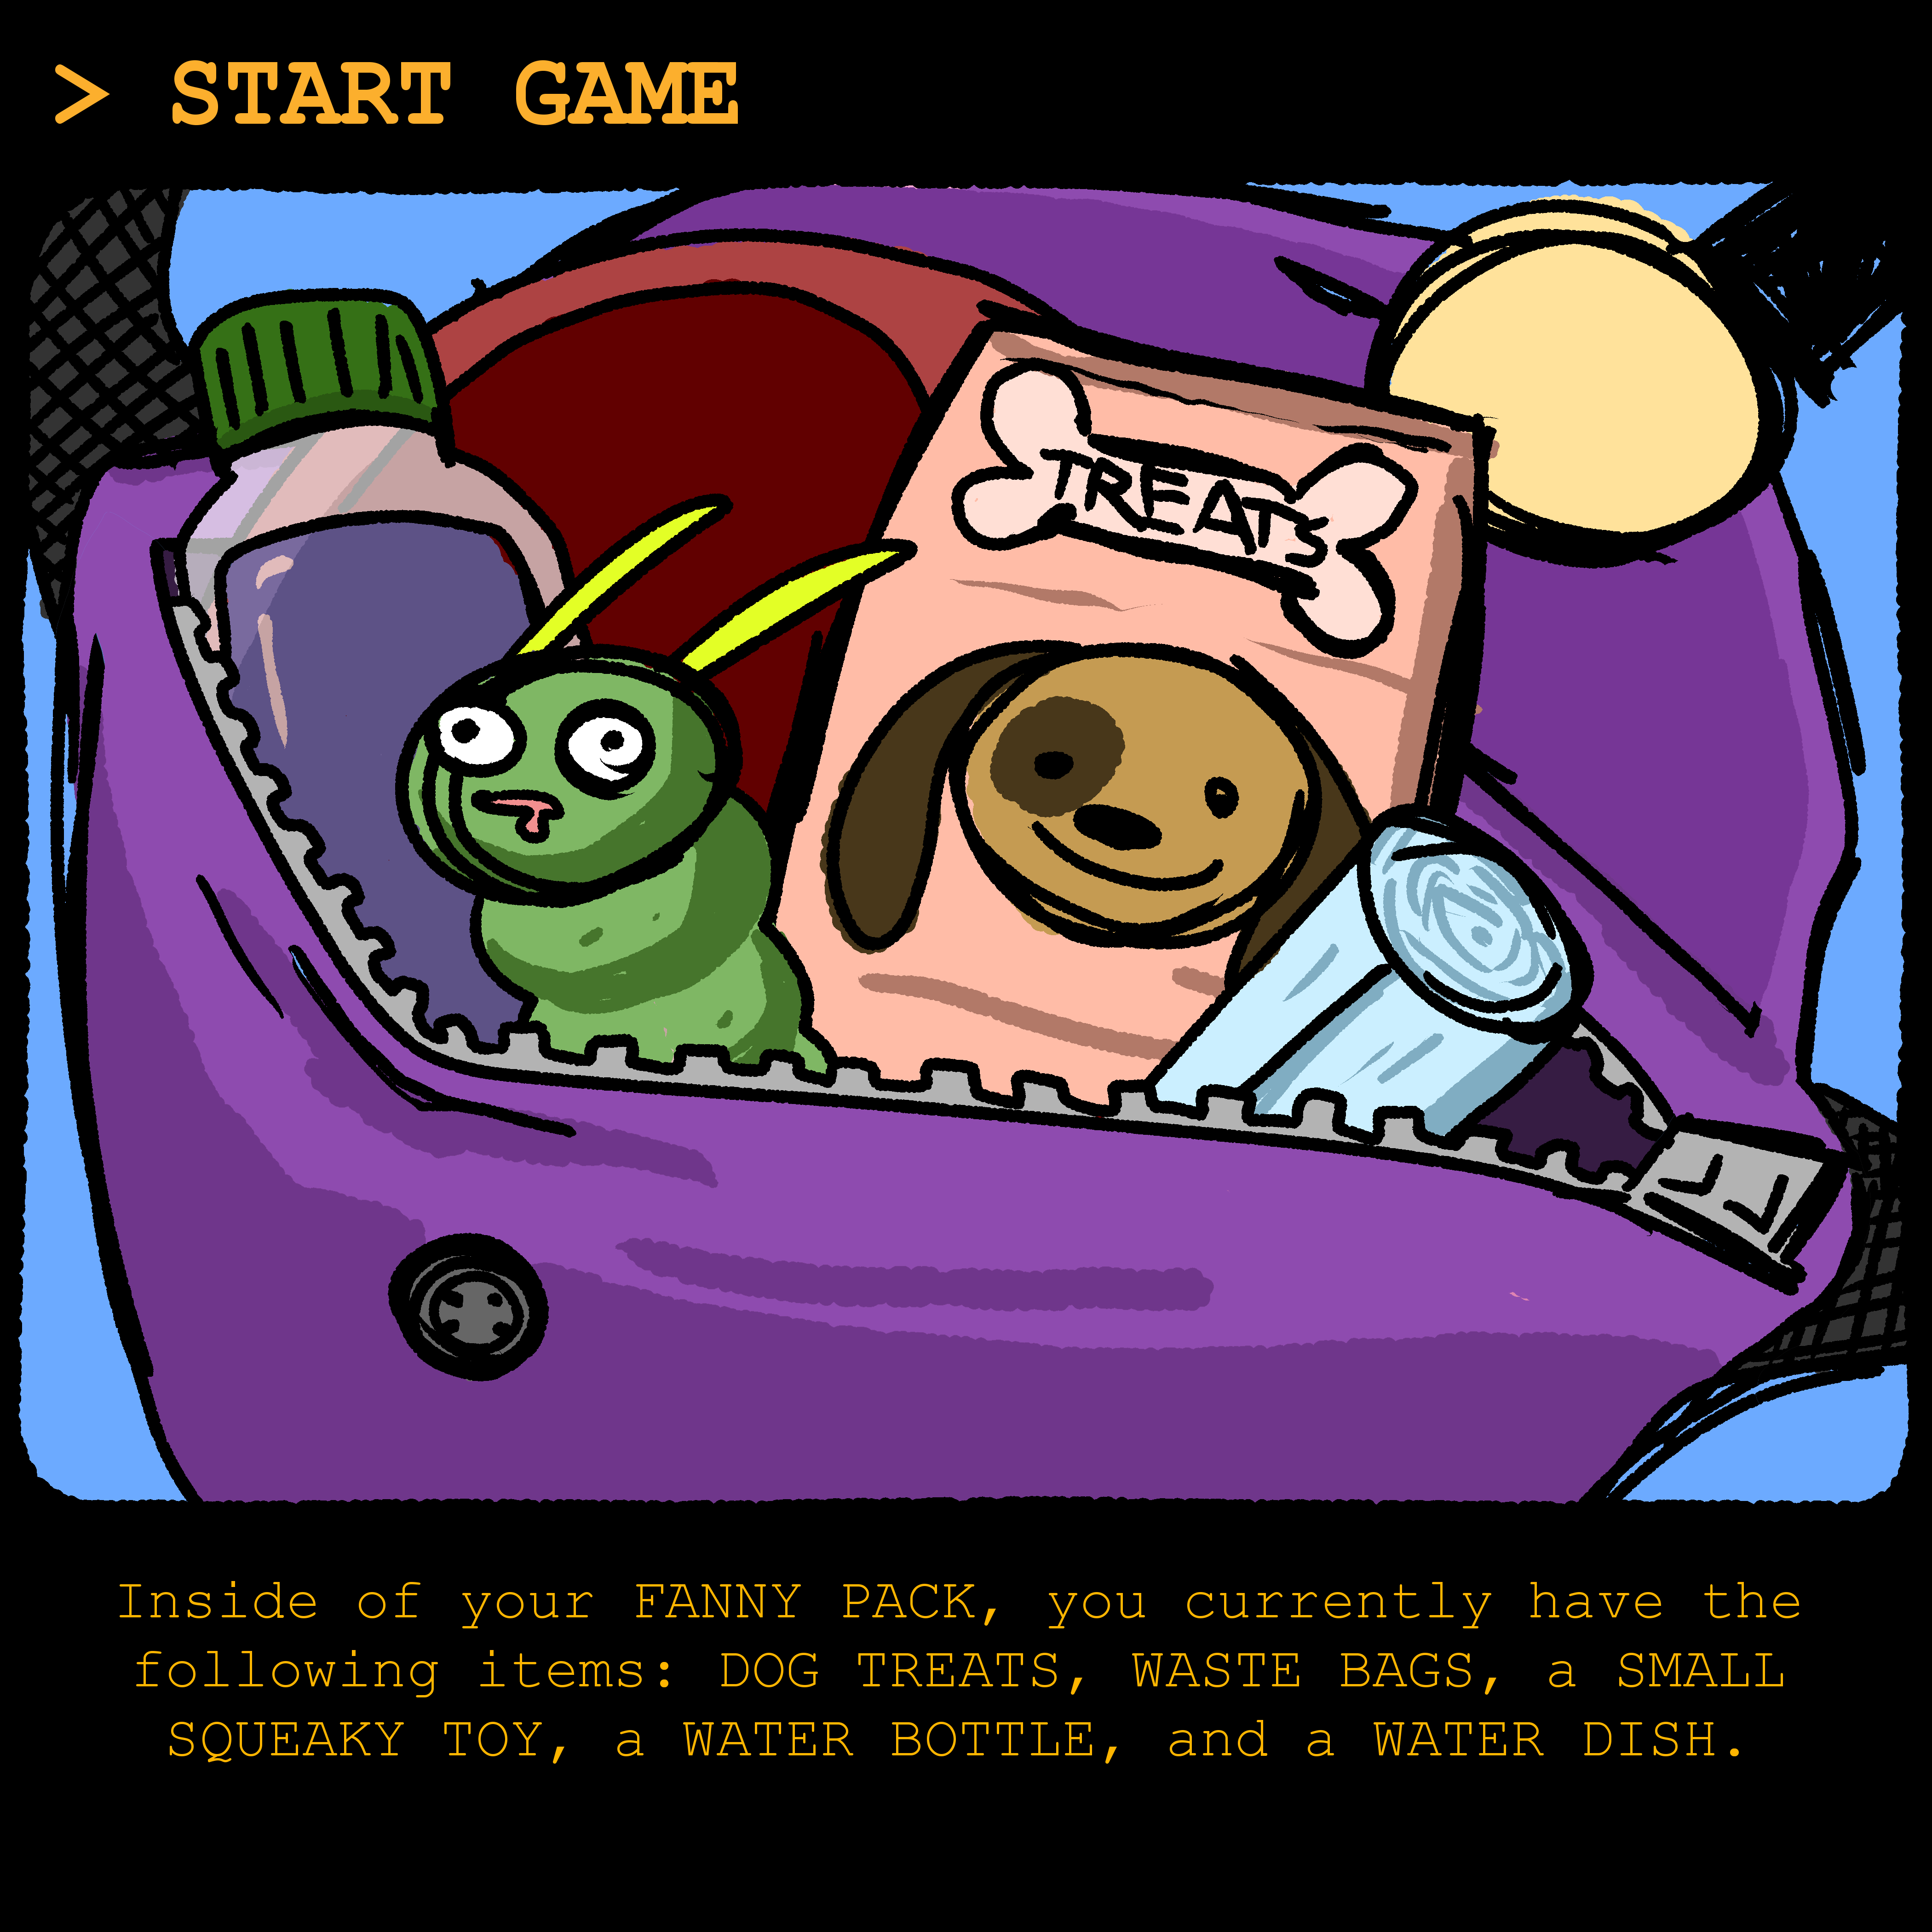 > START GAME
TREATS
Inside of your FANNY PACK, you currently have the
following items: DOG TREATS, WASTE BAGS, a SMALL
SQUEAKY TOY, a WATER BOTTLE, and a WATER DISH.